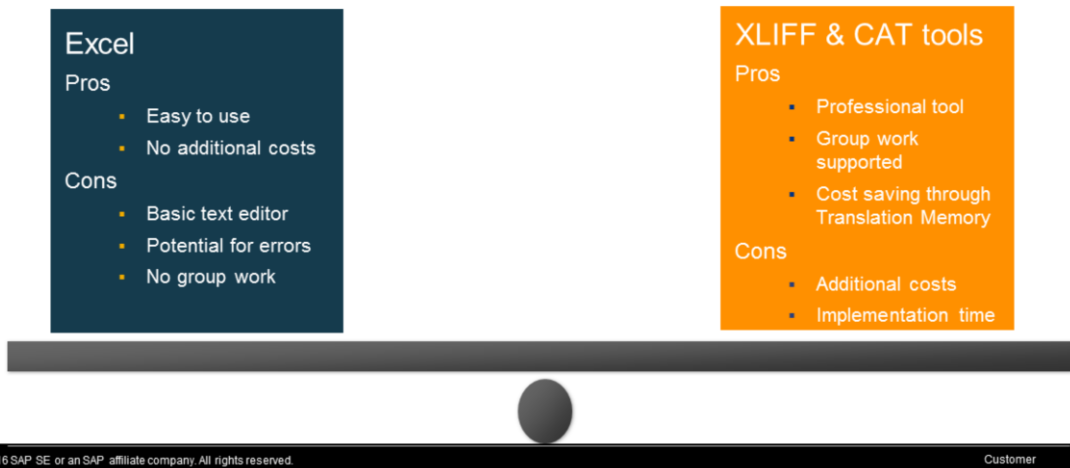 Excel
Pros
▪ Easy to use
▪ No additional costs
Cons
▪ Basic text editor
▪ Potential for errors
▪ No group work
XLIFF & CAT tools
Pros
▪ Professional tool
▪ Group work
supported
▪ Cost saving through
Translation Memory
Cons
▪ Additional costs
▪ Implementation time
6 SAP SE or an SAP affiliate company. All rights reserved.
Customer